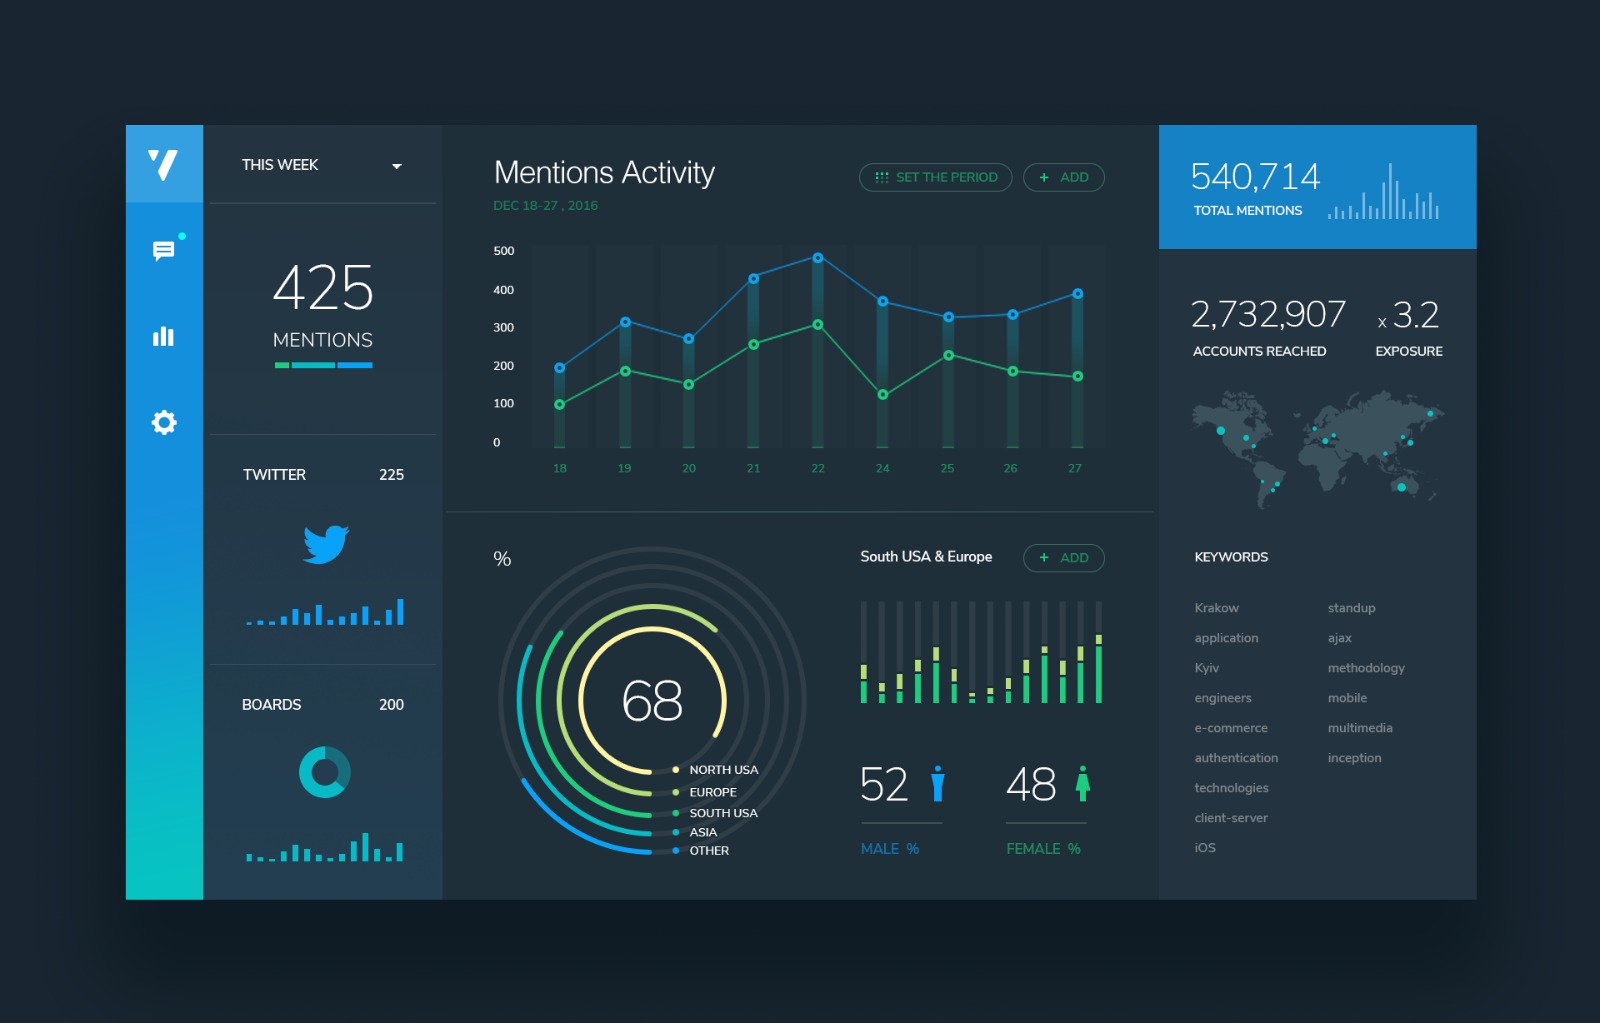 THIS WEEK
425
MENTIONS
TWITTER 225
BOARDS 200
Mentions Activity
DEC 18-27 , 2016
SET THE PERIOD
+ ADD
500
400
300
200
100
0
18 19 20 21 22 24 25 26 27
%
68
NORTH USA
EUROPE
SOUTH USA
ASIA
OTHER
South USA & Europe
+ ADD
52 48
MALE % FEMALE %
540,714
TOTAL MENTIONS
2,732,907 x 3.2
ACCOUNTS REACHED EXPOSURE
KEYWORDS
Krakow standup
application ajax
Kyiv methodology
engineers mobile
e-commerce multimedia
authentication inception
technologies
client-server
iOS